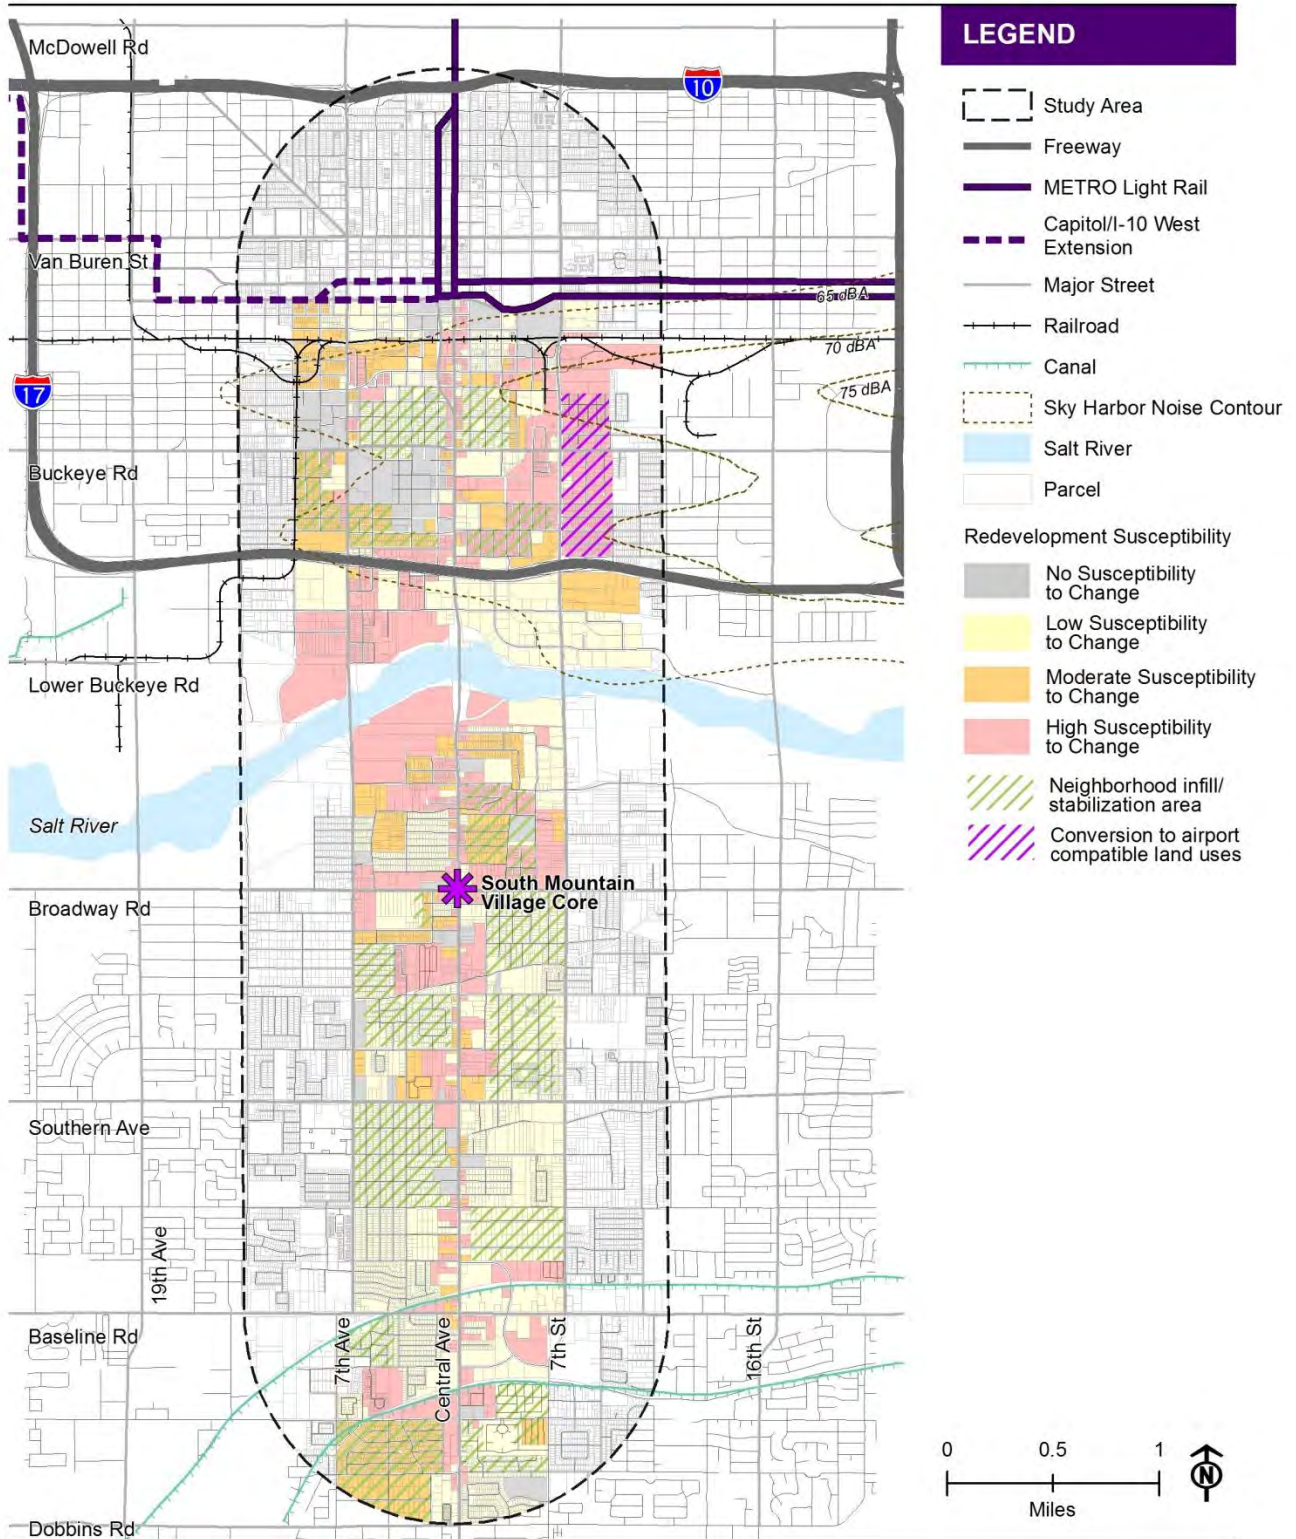 McDowell Rd
10
Van Buren St
65 dBA
70 dBA
75 dBA
17
Buckeye Rd
Lower Buckeye Rd
Salt River
South Mountain
Village Core
Broadway Rd
Southern Ave
19th Ave
Baseline Rd
7th Ave
Central Ave
7th St
16th St
Dobbins Rd
LEGEND
Study Area
Freeway
METRO Light Rail
Capitol/I-10 West
Extension
Major Street
Railroad
Canal
Sky Harbor Noise Contour
Salt River
Parcel
Redevelopment Susceptibility
No Susceptibility
to Change
Low Susceptibility
to Change
Moderate Susceptibility
to Change
High Susceptibility
to Change
Neighborhood infill/
stabilization area
Conversion to airport
compatible land uses
0 0.5 1
Miles
N